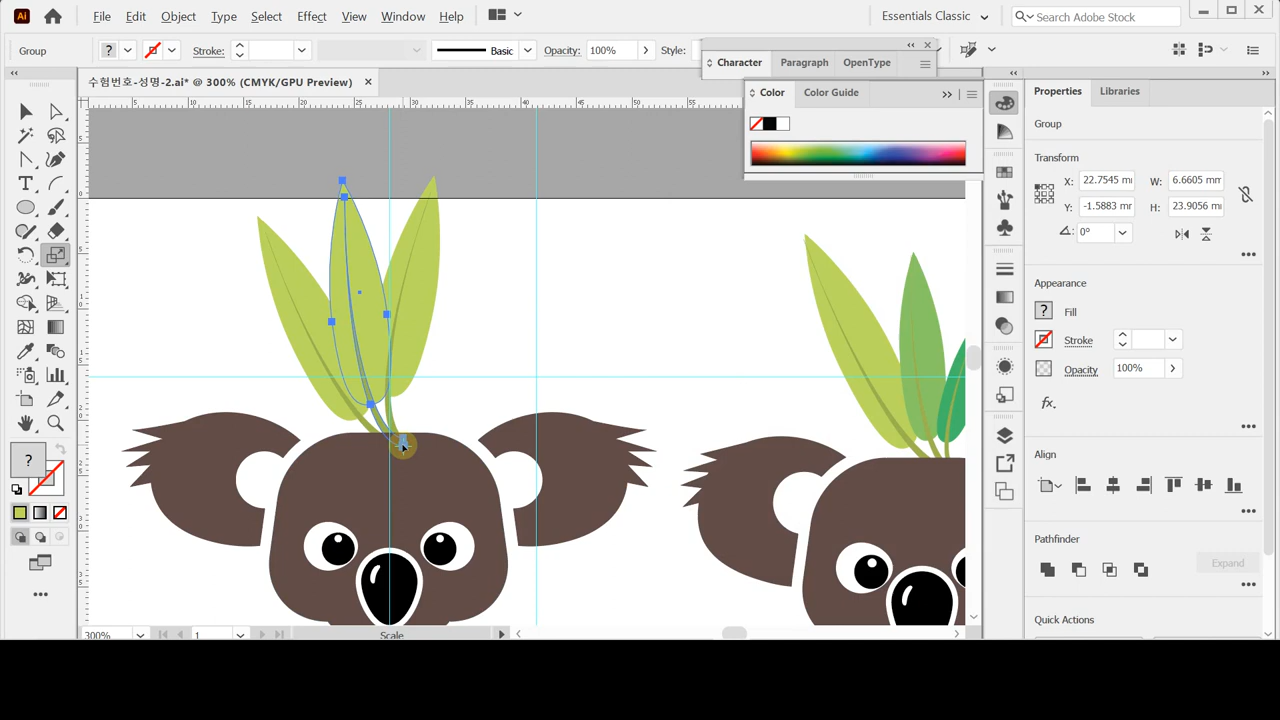 Ai File Edit Object Type Select Effect View Window Help Essentials Classic Search Adobe Stock
Group ? Stroke: Basic Opacity: 100% Style:
Character Paragraph OpenType
수험번호-성명-2.ai* @ 300% (CMYK/GPU Preview)
Color Color Guide
Properties Libraries
Group
Transform
X: 22.7545 mm W: 6.6605 mm
Y: -1.5883 mm H: 23.9056 mm
0°
Appearance
? Fill
Stroke
Opacity 100%
fx.
Align
Pathfinder
Expand
Quick Actions
300% 1 Scale